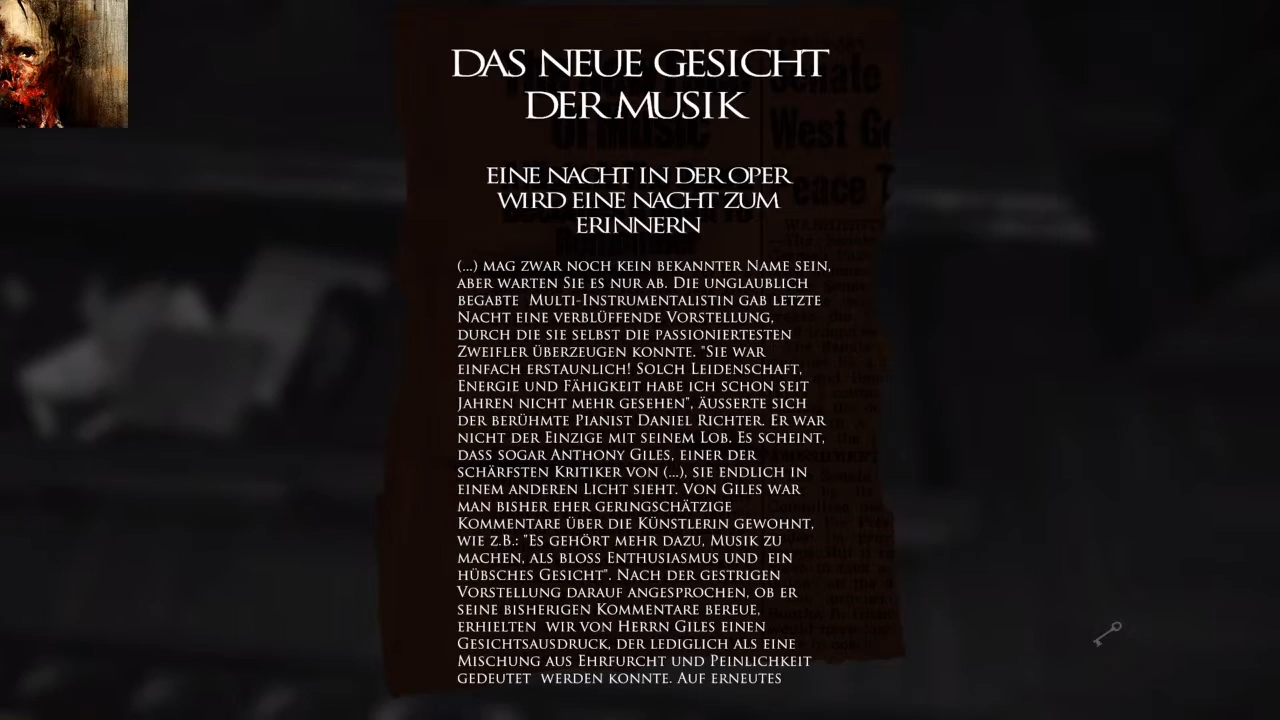 DAS NEUE GESICHT
DER MUSIK
EINE NACHT IN DER OPER
WIRD EINE NACHT ZUM
ERINNERN
(...) MAG ZWAR NOCH KEIN BEKANNTER NAME SEIN,
ABER WARTEN SIE ES NUR AB. DIE UNGLAUBLICH
BEGABTE MULTI-INSTRUMENTALISTIN GAB LETZTE
NACHT EINE VERBLÜFFENDE VORSTELLUNG,
DURCH DIE SIE SELBST DIE PASSIONIERTESTEN
ZWEIFLER ÜBERZEUGEN KONNTE. "SIE WAR
EINFACH ERSTAUNLICH! SOLCH LEIDENSCHAFT,
ENERGIE UND FÄHIGKEIT HABE ICH SCHON SEIT
JAHREN NICHT MEHR GESEHEN", ÄUSSERTE SICH
DER BERÜHMTE PIANIST DANIEL RICHTER. ER WAR
NICHT DER EINZIGE MIT SEINEM LOB. ES SCHEINT,
DASS SOGAR ANTHONY GILES, EINER DER
SCHÄRFSTEN KRITIKER VON (...), SIE ENDLICH IN
EINEM ANDEREN LICHT SIEHT. VON GILES WAR
MAN BISHER EHER GERINGSCHÄTZIGE
KOMMENTARE ÜBER DIE KÜNSTLERIN GEWOHNT,
WIE Z.B.: "ES GEHÖRT MEHR DAZU, MUSIK ZU
MACHEN, ALS BLOSS ENTHUSIASMUS UND EIN
HÜBSCHES GESICHT". NACH DER GESTRIGEN
VORSTELLUNG DARAUF ANGESPROCHEN, OB ER
SEINE BISHERIGEN KOMMENTARE BEREUE,
ERHIELTEN WIR VON HERRN GILES EINEN
GESICHTSAUSDRUCK, DER LEDIGLICH ALS EINE
MISCHUNG AUS EHRFURCHT UND PEINLICHKEIT
GEDEUTET WERDEN KONNTE. AUF ERNEUTES